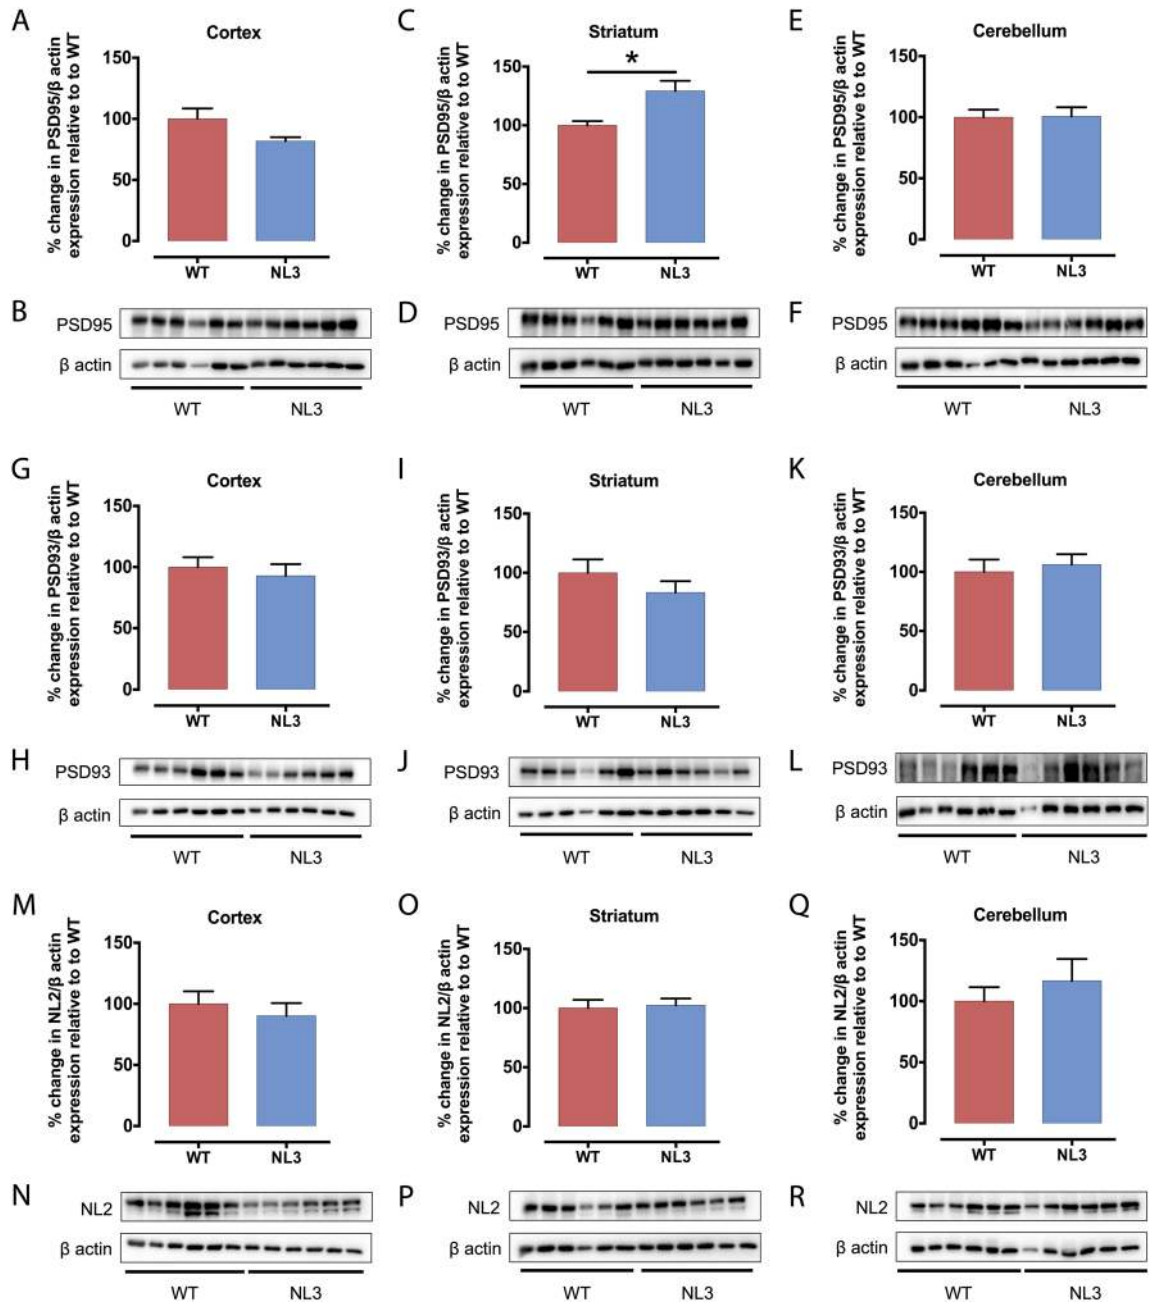 A
Cortex
% change in PSD95/β actin
expression relative to to WT
150
100
50
0
WT NL3
C
Striatum
*
% change in PSD95/β actin
expression relative to to WT
150
100
50
0
WT NL3
E
Cerebellum
% change in PSD95/β actin
expression relative to to WT
150
100
50
0
WT NL3
B
PSD95
β actin
WT NL3
D
PSD95
β actin
WT NL3
F
PSD95
β actin
WT NL3
G
Cortex
% change in PSD93/β actin
expression relative to to WT
150
100
50
0
WT NL3
I
Striatum
% change in PSD93/β actin
expression relative to to WT
150
100
50
0
WT NL3
K
Cerebellum
% change in PSD93/β actin
expression relative to to WT
150
100
50
0
WT NL3
H
PSD93
β actin
WT NL3
J
PSD93
β actin
WT NL3
L
PSD93
β actin
WT NL3
M
Cortex
% change in NL2/β actin
expression relative to to WT
150
100
50
0
WT NL3
O
Striatum
% change in NL2/β actin
expression relative to to WT
150
100
50
0
WT NL3
Q
Cerebellum
% change in NL2/β actin
expression relative to to WT
150
100
50
0
WT NL3
N
NL2
β actin
WT NL3
P
NL2
β actin
WT NL3
R
NL2
β actin
WT NL3